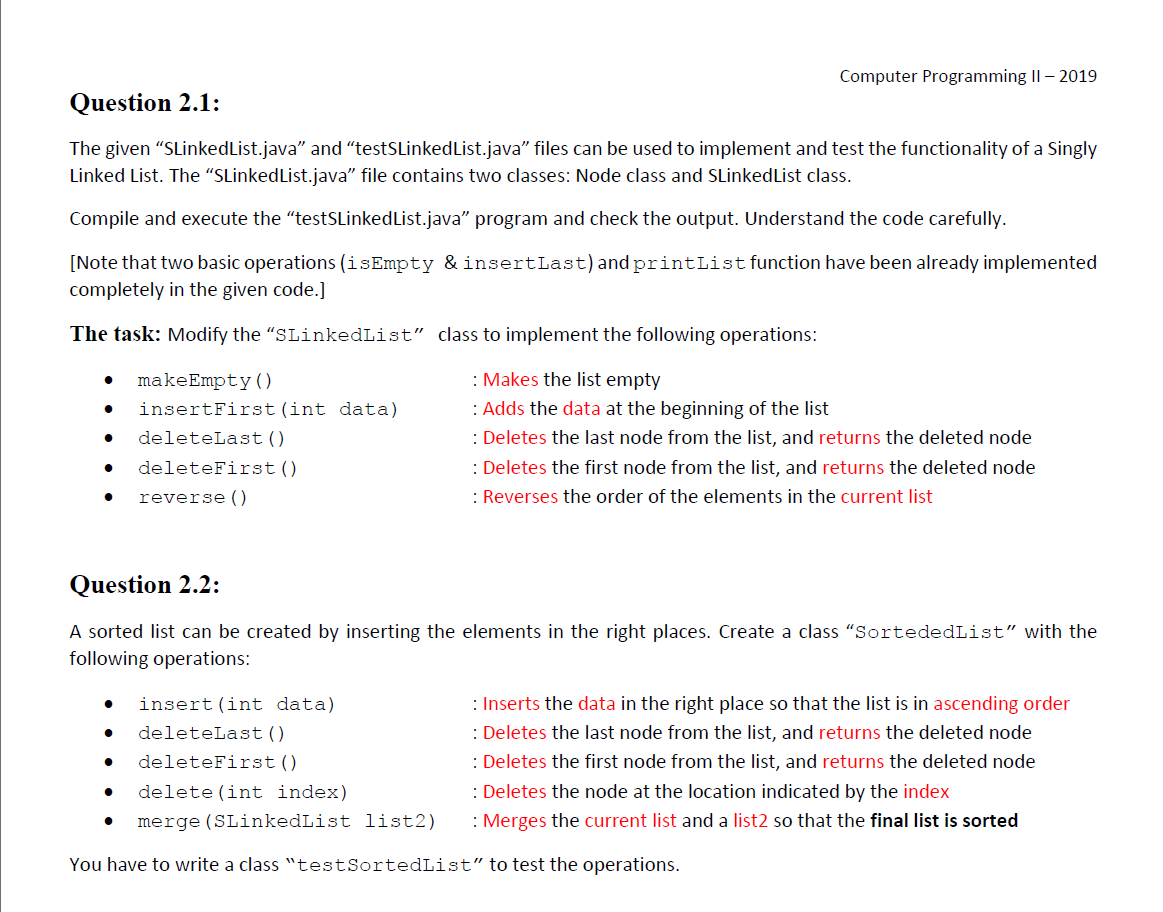 Computer Programming II – 2019
Question 2.1:
The given “SLinkedList.java” and “testSLinkedList.java” files can be used to implement and test the functionality of a Singly
Linked List. The “SLinkedList.java” file contains two classes: Node class and SLinkedList class.
Compile and execute the “testSLinkedList.java” program and check the output. Understand the code carefully.
[Note that two basic operations (isEmpty & insertLast) and printList function have been already implemented
completely in the given code.]
The task: Modify the “SLinkedList” class to implement the following operations:
• makeEmpty() : Makes the list empty
• insertFirst(int data) : Adds the data at the beginning of the list
• deleteLast() : Deletes the last node from the list, and returns the deleted node
• deleteFirst() : Deletes the first node from the list, and returns the deleted node
• reverse() : Reverses the order of the elements in the current list
Question 2.2:
A sorted list can be created by inserting the elements in the right places. Create a class “SortededList” with the
following operations:
• insert(int data) : Inserts the data in the right place so that the list is in ascending order
• deleteLast() : Deletes the last node from the list, and returns the deleted node
• deleteFirst() : Deletes the first node from the list, and returns the deleted node
• delete(int index) : Deletes the node at the location indicated by the index
• merge(SLinkedList list2) : Merges the current list and a list2 so that the final list is sorted
You have to write a class “testSortedList” to test the operations.